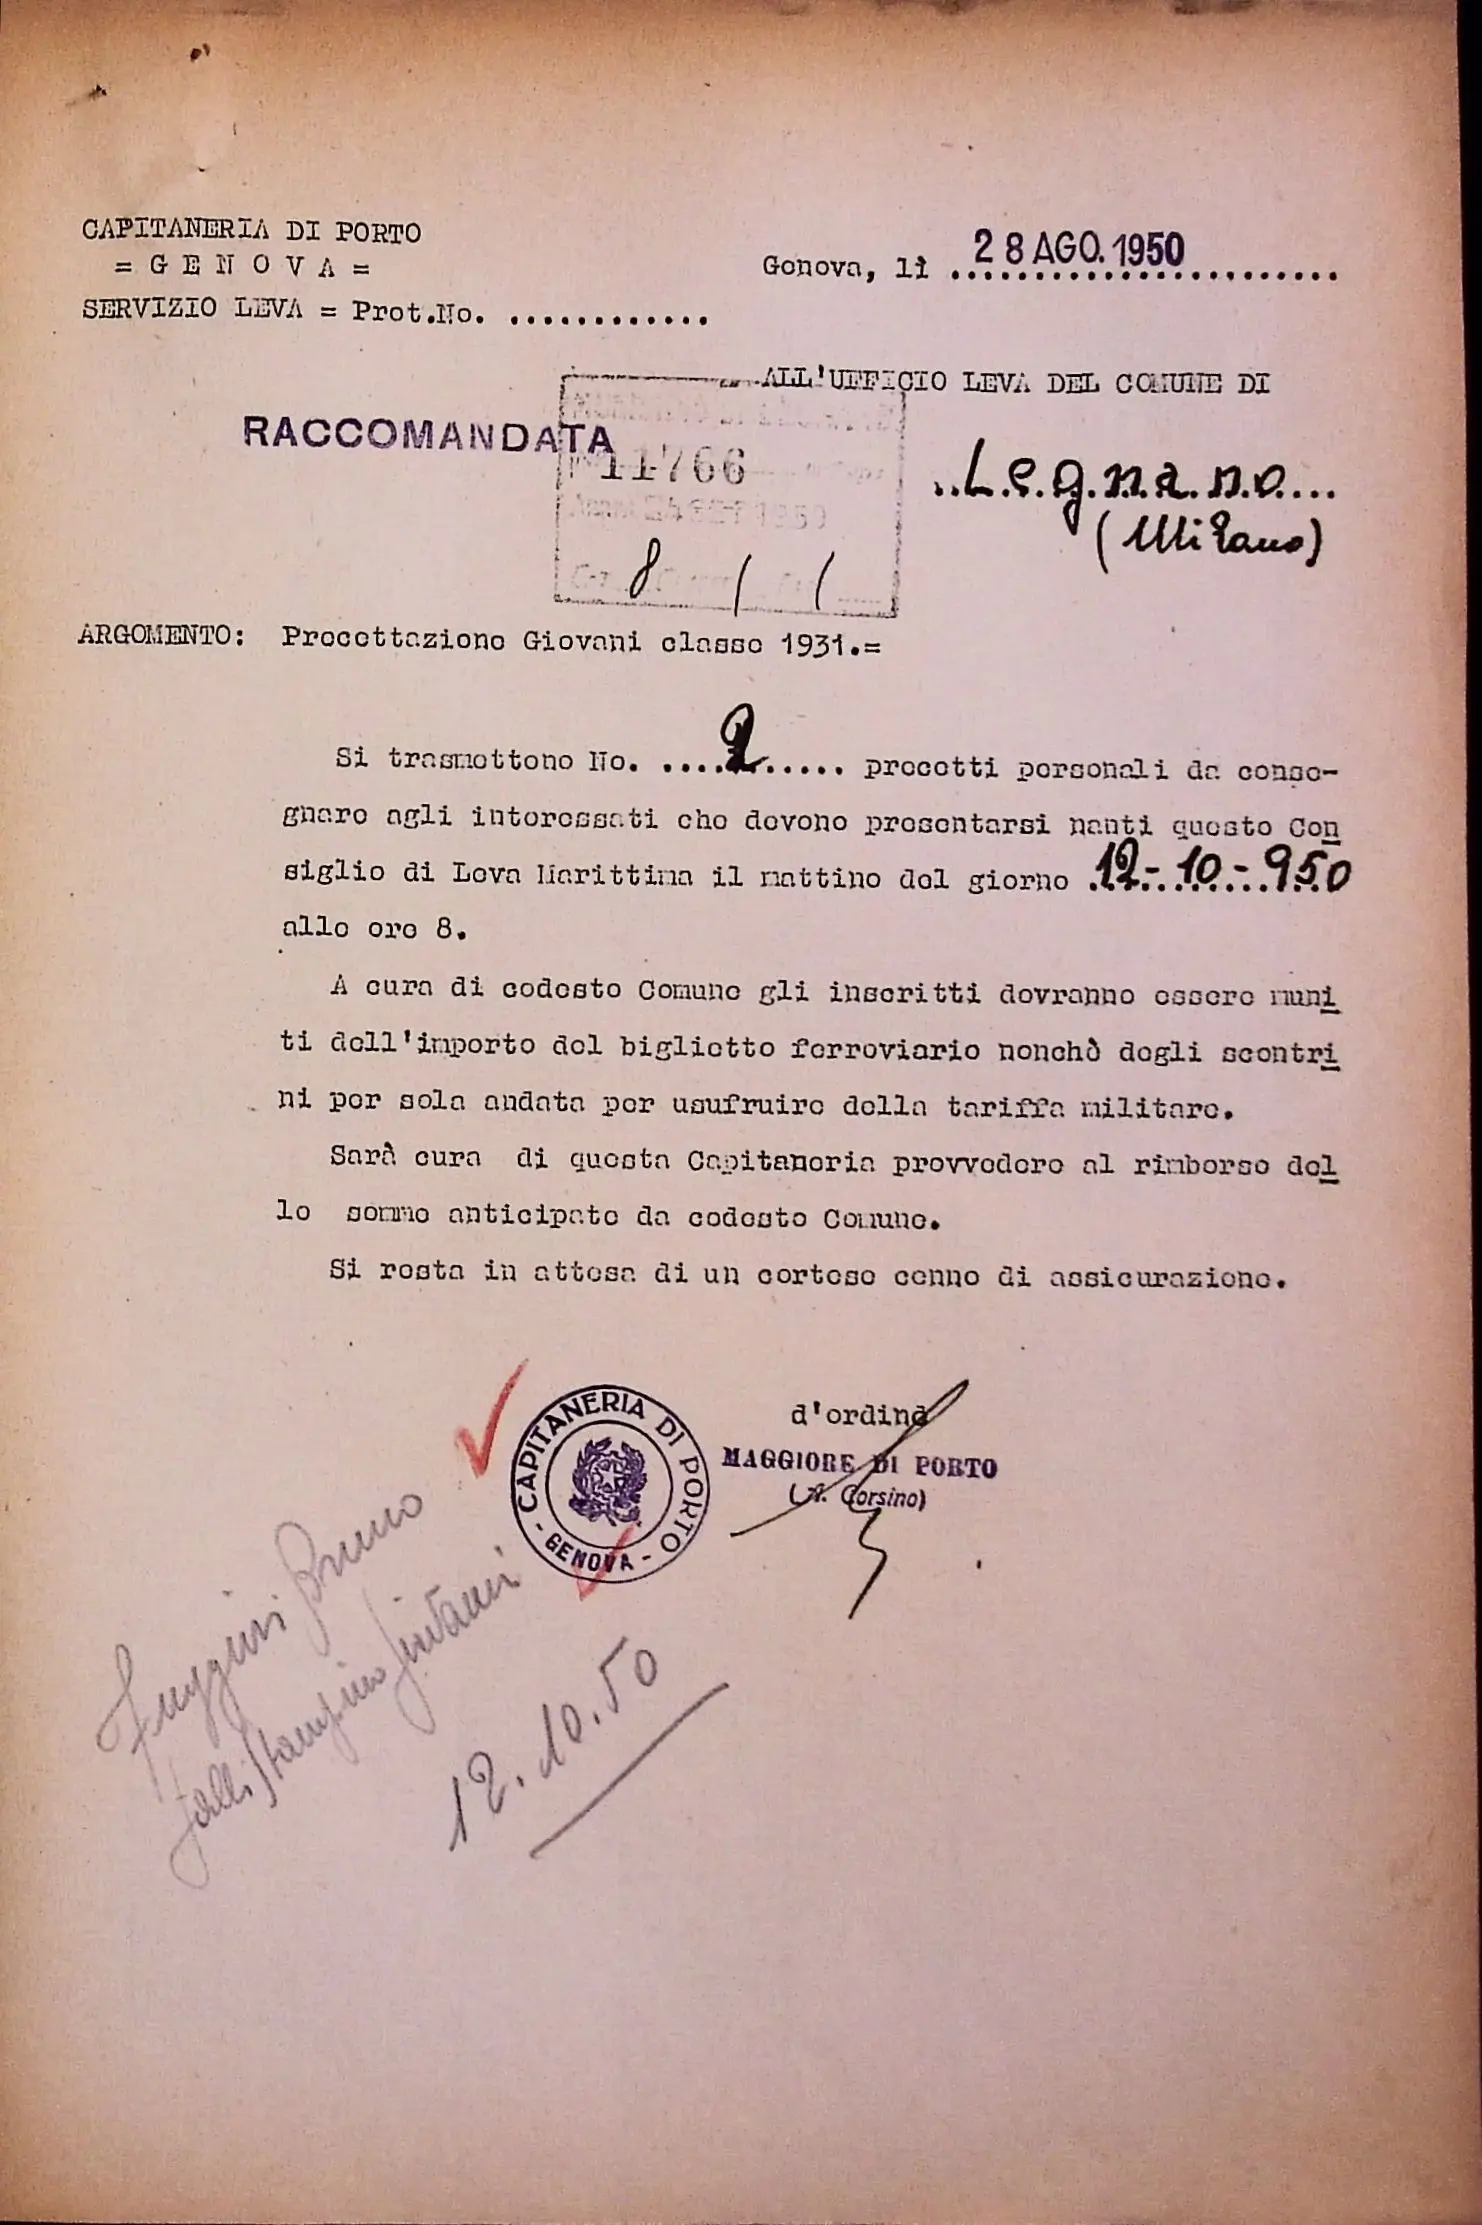 CAPITANERIA DI PORTO
= G E N O V A =
Genova, lì 28 AGO. 1950
SERVIZIO LEVA = Prot.No. ............
ALL'UFFICIO LEVA DEL COMUNE DI
RACCOMANDATA
11766
..L.e.g.n.a.n.o....
(Milano)
8 / /
ARGOMENTO: Precettazione Giovani classe 1931.=
Si trasmettono No. ....2..... precetti personali da conse-
gnare agli interessati che devono presentarsi nanti questo Con
siglio di Leva Marittima il mattino del giorno 12.-10.-950
alle ore 8.
A cura di codesto Comune gli inscritti dovranno essere muni
ti dell'importo del biglietto ferroviario nonchè degli scontri
ni per sola andata per usufruire della tariffa militare.
Sarà cura di questa Capitaneria provvedere al rimborso del
le somme anticipate da codesto Comune.
Si resta in attesa di un cortese cenno di assicurazione.
d'ordine
MAGGIORE DI PORTO
(A. Corsino)
CAPITANERIA DI PORTO
- GENOVA -
Bruno
12.10.50